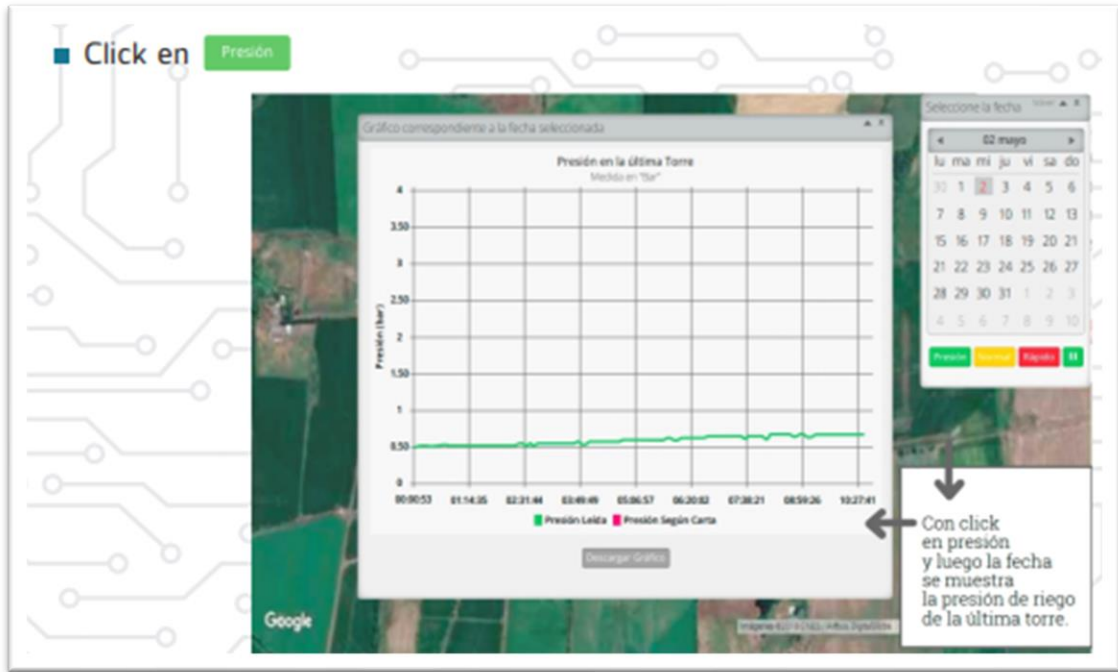 Click en Presión
Gráfico correspondiente a la fecha seleccionada
Presión en la última Torre
Medida en "Bar"
4
3.50
3
2.50
2
1.50
1
0.50
0
Presión (bar)
00:00:53 01:14:35 02:31:44 03:49:49 05:06:57 06:20:02 07:38:21 08:59:26 10:27:41
Presión Leída Presión Según Carta
Descargar Gráfico
Google
Seleccione la fecha
02 mayo
lu ma mi ju vi sa do
30 1 2 3 4 5 6
7 8 9 10 11 12 13
15 16 17 18 19 20 21
21 22 23 24 25 26 27
28 29 30 31 1 2 3
4 5 6 7 8 9 10
Presión Normal Rápido
Con click
en presión
y luego la fecha
se muestra
la presión de riego
de la última torre.